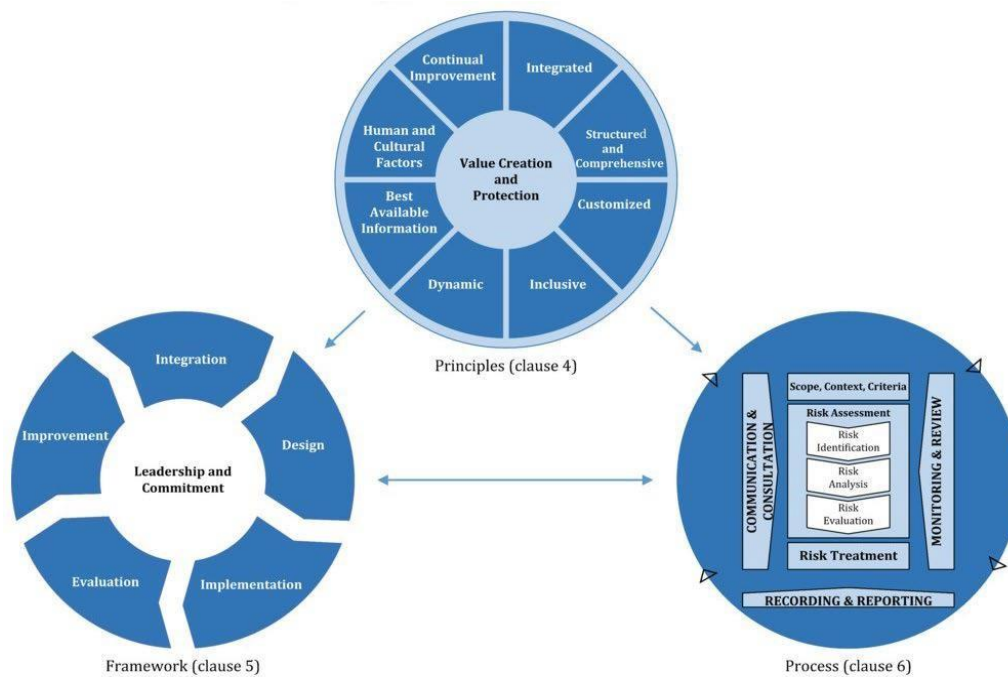 Continual
Improvement
Integrated
Human and
Cultural
Factors
Structured
and
Comprehensive
Value Creation
and
Protection
Best
Available
Information
Customized
Dynamic
Inclusive
Principles (clause 4)
Integration
Improvement
Design
Leadership and
Commitment
Evaluation
Implementation
Framework (clause 5)
Scope, Context, Criteria
Risk Assessment
Risk
Identification
Risk
Analysis
Risk
Evaluation
Risk Treatment
COMMUNICATION &
CONSULTATION
MONITORING & REVIEW
RECORDING & REPORTING
Process (clause 6)